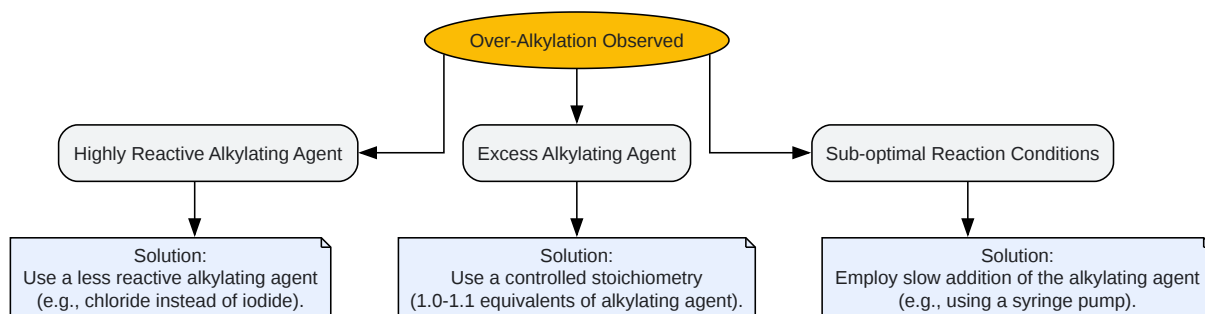 Over-Alkylation Observed
Highly Reactive Alkylating Agent
Excess Alkylating Agent
Sub-optimal Reaction Conditions
Solution:
Use a less reactive alkylating agent
(e.g., chloride instead of iodide).
Solution:
Use a controlled stoichiometry
(1.0-1.1 equivalents of alkylating agent).
Solution:
Employ slow addition of the alkylating agent
(e.g., using a syringe pump).